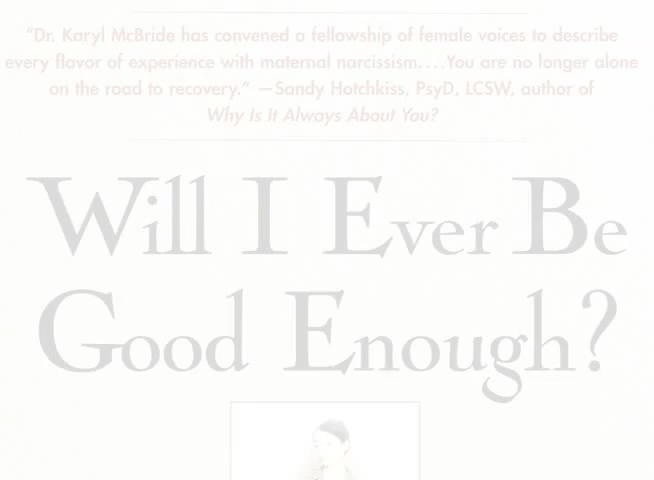 “Dr. Karyl McBride has convened a fellowship of female voices to describe
every flavor of experience with maternal narcissism....You are no longer alone
on the road to recovery.” —Sandy Hotchkiss, PsyD, LCSW, author of
Why Is It Always About You?
Will I Ever Be
Good Enough?